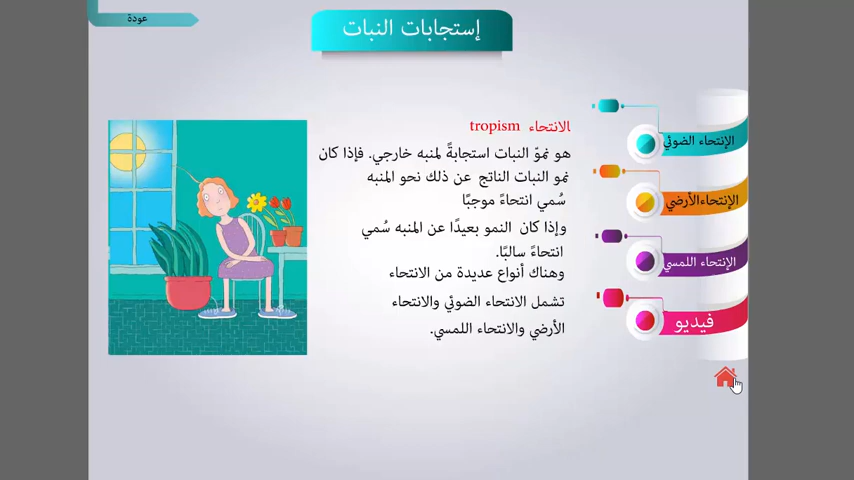 عودة
إستجابات النبات
الانتحاء tropism
هو نموّ النبات استجابةً لمنبه خارجي. فإذا كان
نمو النبات الناتج عن ذلك نحو المنبه
سُمي انتحاءً موجبًا
وإذا كان النمو بعيدًا عن المنبه سُمي
انتحاءً سالبًا.
وهناك أنواع عديدة من الانتحاء
تشمل الانتحاء الضوئي والانتحاء
الأرضي والانتحاء اللمسي.
الإنتحاء الضوئي
الإنتحاءالأرضي
الإنتحاء اللمسي
فيديو